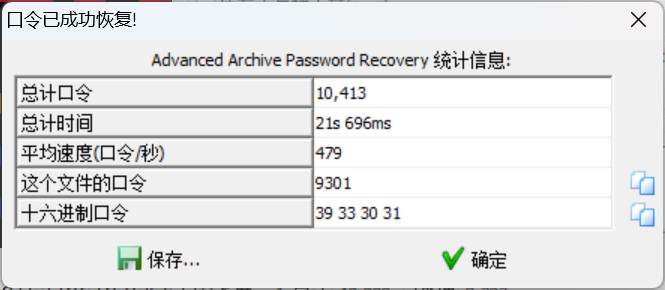 口令已成功恢复!
Advanced Archive Password Recovery 统计信息:
总计口令 10,413
总计时间 21s 696ms
平均速度(口令/秒) 479
这个文件的口令 9301
十六进制口令 39 33 30 31
保存... 确定